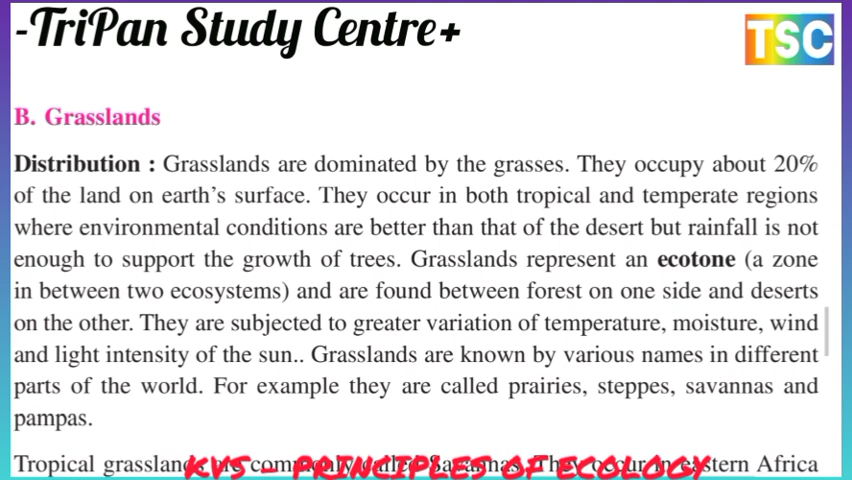 -TriPan Study Centre+
TSC
B. Grasslands
Distribution : Grasslands are dominated by the grasses. They occupy about 20%
of the land on earth's surface. They occur in both tropical and temperate regions
where environmental conditions are better than that of the desert but rainfall is not
enough to support the growth of trees. Grasslands represent an ecotone (a zone
in between two ecosystems) and are found between forest on one side and deserts
on the other. They are subjected to greater variation of temperature, moisture, wind
and light intensity of the sun.. Grasslands are known by various names in different
parts of the world. For example they are called prairies, steppes, savannas and
pampas.
Tropical grasslands are commonly called Savannas. They occur in eastern Africa
KVS - PRINCIPLES OF ECOLOGY